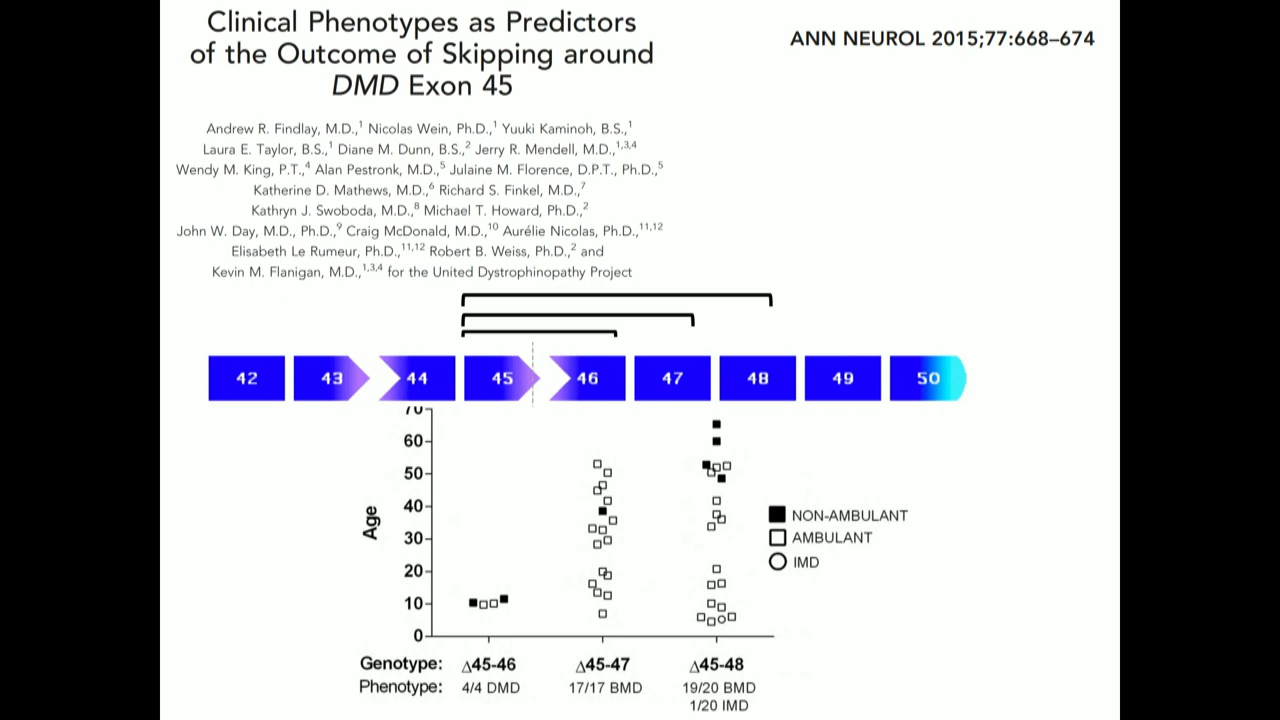 Clinical Phenotypes as Predictors
of the Outcome of Skipping around
DMD Exon 45
ANN NEUROL 2015;77:668–674
Andrew R. Findlay, M.D.,1 Nicolas Wein, Ph.D.,1 Yuuki Kaminoh, B.S.,1
Laura E. Taylor, B.S.,1 Diane M. Dunn, B.S.,2 Jerry R. Mendell, M.D.,1,3,4
Wendy M. King, P.T.,4 Alan Pestronk, M.D.,5 Julaine M. Florence, D.P.T., Ph.D.,5
Katherine D. Mathews, M.D.,6 Richard S. Finkel, M.D.,7
Kathryn J. Swoboda, M.D.,8 Michael T. Howard, Ph.D.,2
John W. Day, M.D., Ph.D.,9 Craig McDonald, M.D.,10 Aurélie Nicolas, Ph.D.,11,12
Elisabeth Le Rumeur, Ph.D.,11,12 Robert B. Weiss, Ph.D.,2 and
Kevin M. Flanigan, M.D.,1,3,4 for the United Dystrophinopathy Project
42 43 44 45 46 47 48 49 50
70
60
50
40
30
20
10
0
Age
NON-AMBULANT
AMBULANT
IMD
Genotype: Δ45-46 Δ45-47 Δ45-48
Phenotype: 4/4 DMD 17/17 BMD 19/20 BMD
1/20 IMD